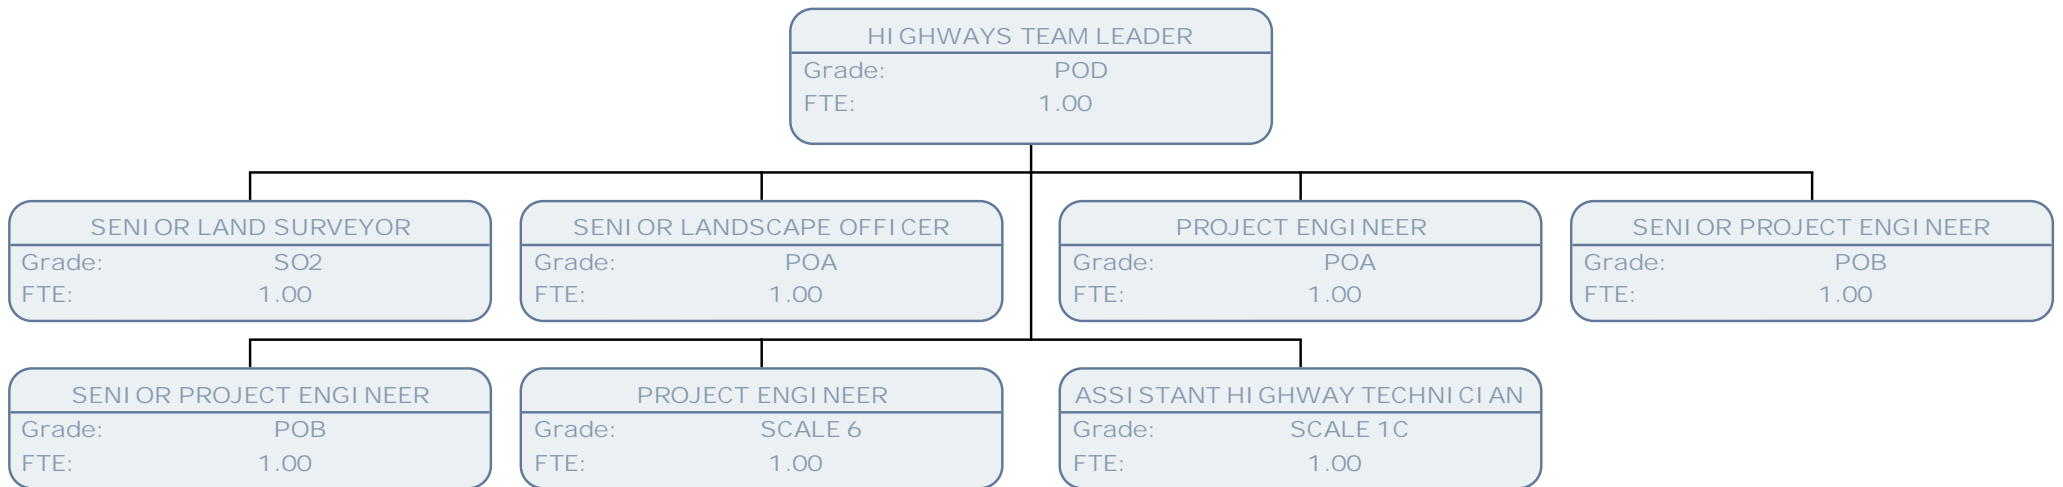 HIGHWAYS TEAM LEADER
Grade: POD
FTE: 1.00
SENIOR LAND SURVEYOR
Grade: SO2
FTE: 1.00
SENIOR LANDSCAPE OFFICER
Grade: POA
FTE: 1.00
PROJECT ENGINEER
Grade: POA
FTE: 1.00
SENIOR PROJECT ENGINEER
Grade: POB
FTE: 1.00
SENIOR PROJECT ENGINEER
Grade: POB
FTE: 1.00
PROJECT ENGINEER
Grade: SCALE 6
FTE: 1.00
ASSISTANT HIGHWAY TECHNICIAN
Grade: SCALE 1C
FTE: 1.00